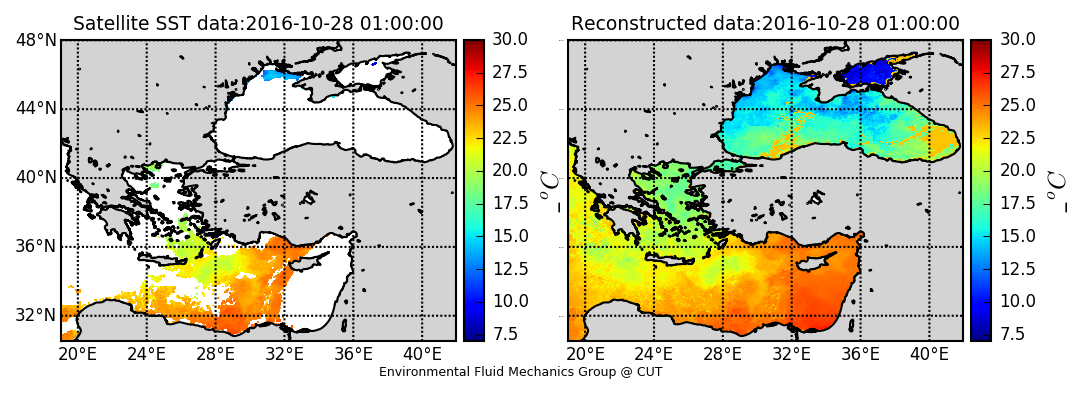 Satellite SST data:2016-10-28 01:00:00
Reconstructed data:2016-10-28 01:00:00
48°N
44°N
40°N
36°N
32°N
20°E 24°E 28°E 32°E 36°E 40°E
30.0
27.5
25.0
22.5
20.0
17.5
15.0
12.5
10.0
7.5
_°C
20°E 24°E 28°E 32°E 36°E 40°E
30.0
27.5
25.0
22.5
20.0
17.5
15.0
12.5
10.0
7.5
_°C
Environmental Fluid Mechanics Group @ CUT